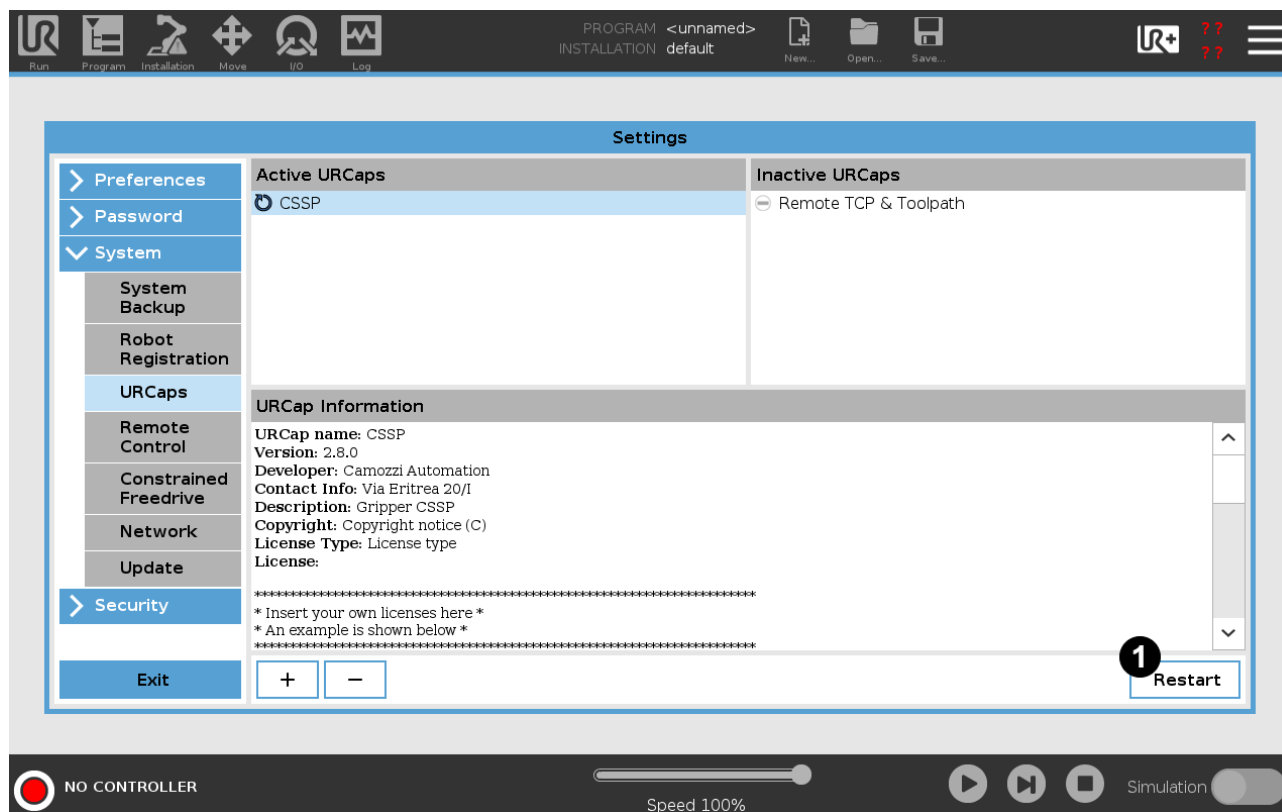 PROGRAM <unnamed>
INSTALLATION default
UR
UR+
? ?
? ?
Run
Program
Installation
Move
I/O
Log
New...
Open...
Save...
Settings
Preferences
Password
System
System
Backup
Robot
Registration
URCaps
Remote
Control
Constrained
Freedrive
Network
Update
Security
Exit
Active URCaps
CSSP
Inactive URCaps
Remote TCP & Toolpath
URCap Information
URCap name: CSSP
Version: 2.8.0
Developer: Camozzi Automation
Contact Info: Via Eritrea 20/I
Description: Gripper CSSP
Copyright: Copyright notice (C)
License Type: License type
License:
* Insert your own licenses here *
* An example is shown below *
+
−
1
Restart
NO CONTROLLER
Speed 100%
Simulation